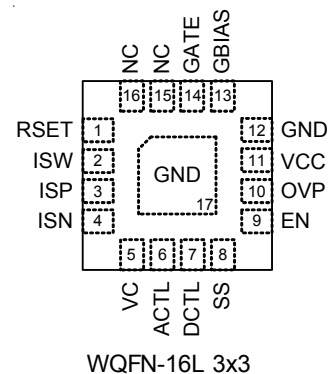 NC
NC
GATE
GBIAS
16
15
14
13
RSET
1
12
GND
ISW
2
11
VCC
ISP
3
GND
10
OVP
ISN
4
17
9
EN
5
6
7
8
VC
ACTL
DCTL
SS
WQFN-16L 3x3